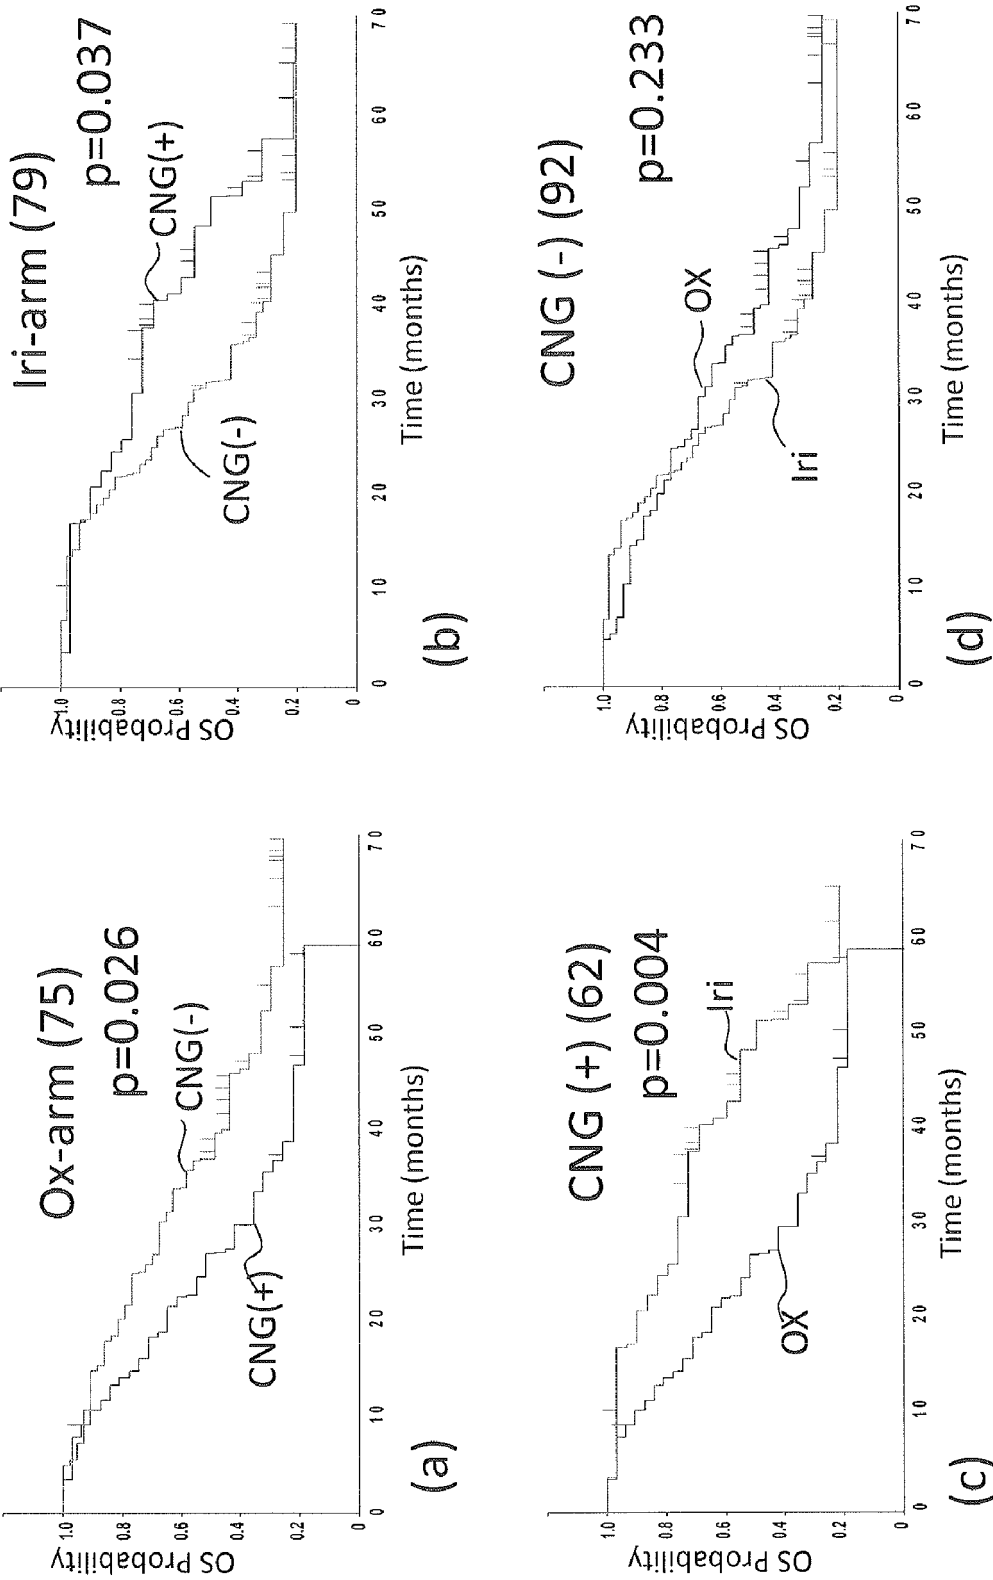 Ox-arm (75)
p=0.026
OS Probability
1.0
0.8
0.6
0.4
0.2
0
CNG(-)
CNG(+)
0 10 20 30 40 50 60 70
Time (months)
(a)
Iri-arm (79)
p=0.037
OS Probability
1.0
0.8
0.6
0.4
0.2
0
CNG(+)
CNG(-)
0 10 20 30 40 50 60 70
Time (months)
(b)
CNG (+) (62)
p=0.004
OS Probability
1.0
0.8
0.6
0.4
0.2
0
Iri
OX
0 10 20 30 40 50 60 70
Time (months)
(c)
CNG (-) (92)
p=0.233
OS Probability
1.0
0.8
0.6
0.4
0.2
0
OX
Iri
0 10 20 30 40 50 60 70
Time (months)
(d)